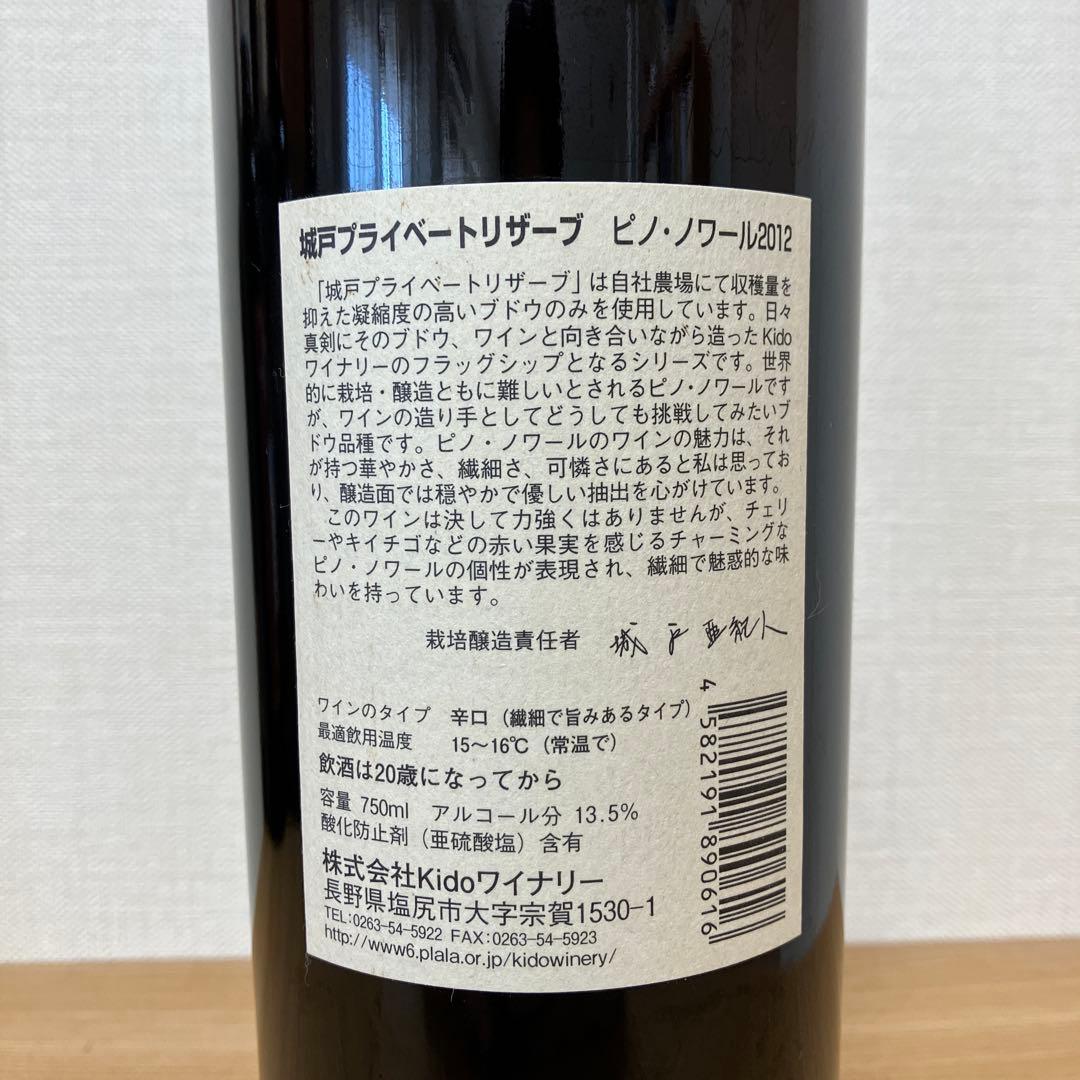 城戸プライベートリザーブ ピノ・ノワール2012
「城戸プライベートリザーブ」は自社農場にて収穫量を
抑えた凝縮度の高いブドウのみを使用しています。日々
真剣にそのブドウ、ワインと向き合いながら造ったKido
ワイナリーのフラッグシップとなるシリーズです。世界
的に栽培・醸造ともに難しいとされるピノ・ノワールです
が、ワインの造り手としてどうしても挑戦してみたいブ
ドウ品種です。ピノ・ノワールのワインの魅力は、それ
が持つ華やかさ、繊細さ、可憐さにあると私は思ってお
り、醸造面では穏やかで優しい抽出を心がけています。
このワインは決して力強くはありませんが、チェリ
ーやキイチゴなどの赤い果実を感じるチャーミングな
ピノ・ノワールの個性が表現され、繊細で魅惑的な味
わいを持っています。
栽培醸造責任者 城戸亜紀人
ワインのタイプ 辛口（繊細で旨みあるタイプ）
最適飲用温度 15～16℃（常温で）
飲酒は20歳になってから
容量 750ml アルコール分 13.5%
酸化防止剤（亜硫酸塩）含有
株式会社Kidoワイナリー
長野県塩尻市大字宗賀1530-1
TEL:0263-54-5922 FAX:0263-54-5923
http://www6.plala.or.jp/kidowinery/
4 582191 890616